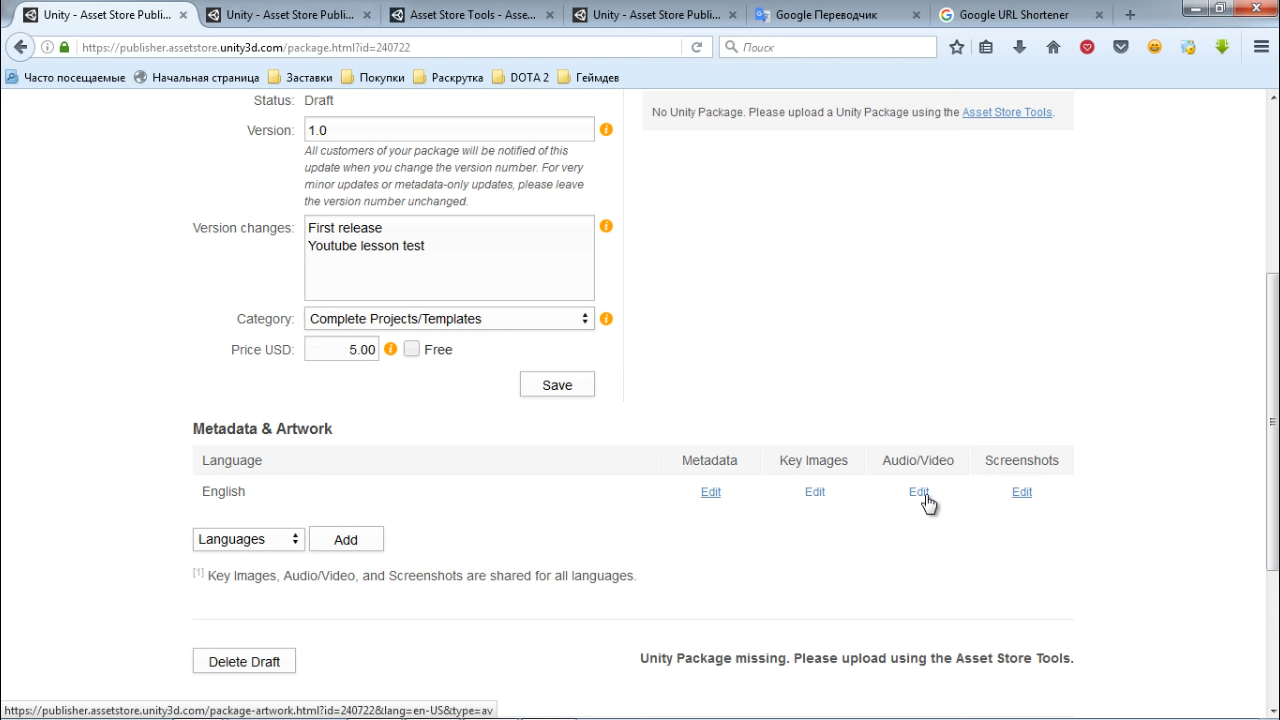 Unity - Asset Store Publi...
Unity - Asset Store Publi...
Asset Store Tools - Asse...
Unity - Asset Store Publi...
Google Переводчик
Google URL Shortener
https://publisher.assetstore.unity3d.com/package.html?id=240722
Поиск
Часто посещаемые
Начальная страница
Заставки
Покупки
Раскрутка
DOTA 2
Геймдев
Status: Draft
No Unity Package. Please upload a Unity Package using the Asset Store Tools.
Version: 1.0
All customers of your package will be notified of this
update when you change the version number. For very
minor updates or metadata-only updates, please leave
the version number unchanged.
Version changes: First release
Youtube lesson test
Category: Complete Projects/Templates
Price USD: 5.00 Free
Save
Metadata & Artwork
Language Metadata Key Images Audio/Video Screenshots
English Edit Edit Edit Edit
Languages Add
[1] Key Images, Audio/Video, and Screenshots are shared for all languages.
Delete Draft
Unity Package missing. Please upload using the Asset Store Tools.
https://publisher.assetstore.unity3d.com/package-artwork.html?id=240722&lang=en-US&type=av